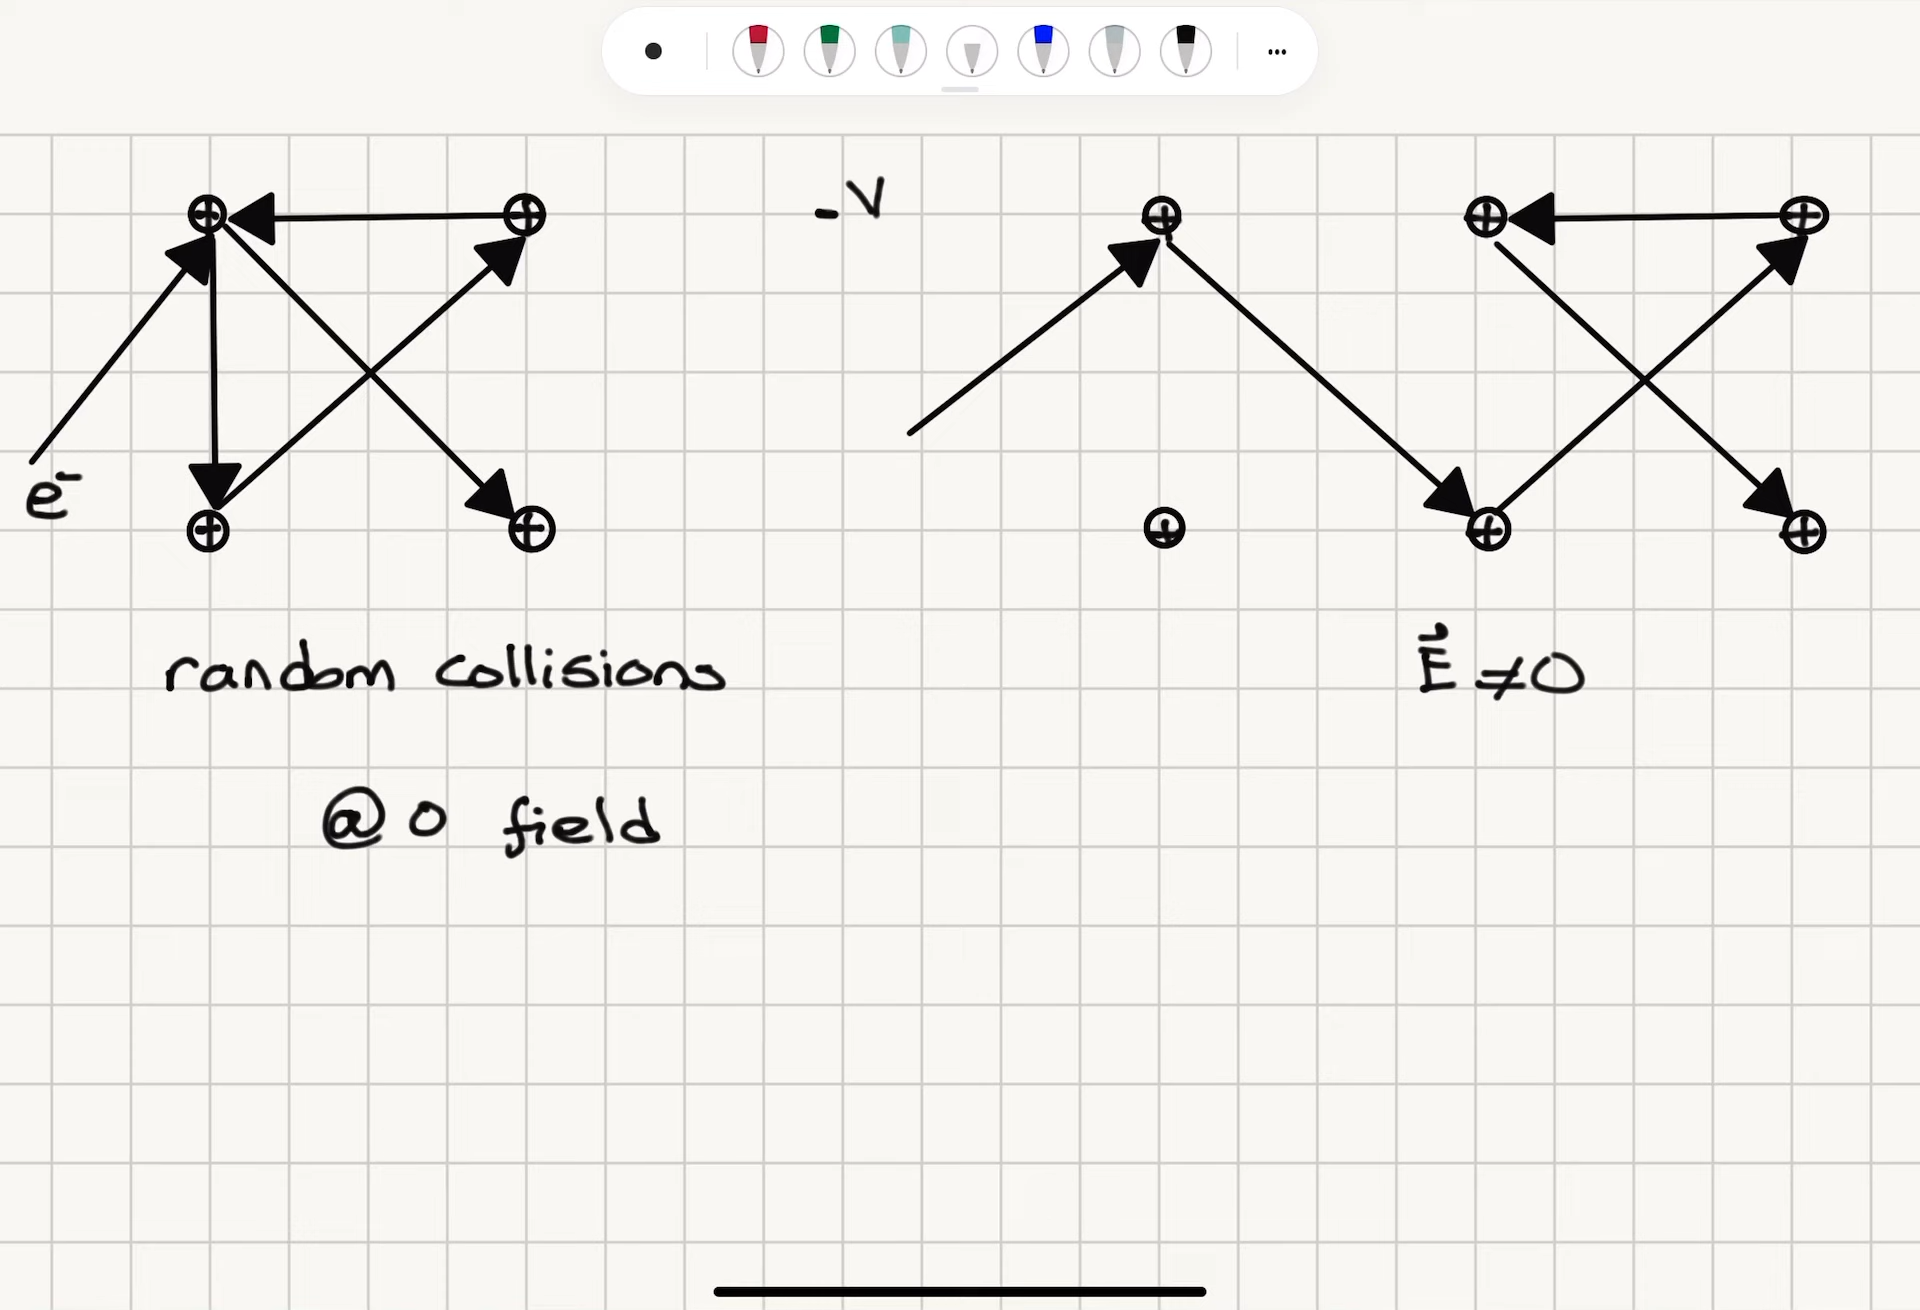 -V
e⁻
random collisions
@ 0 field
E⃗ ≠ 0